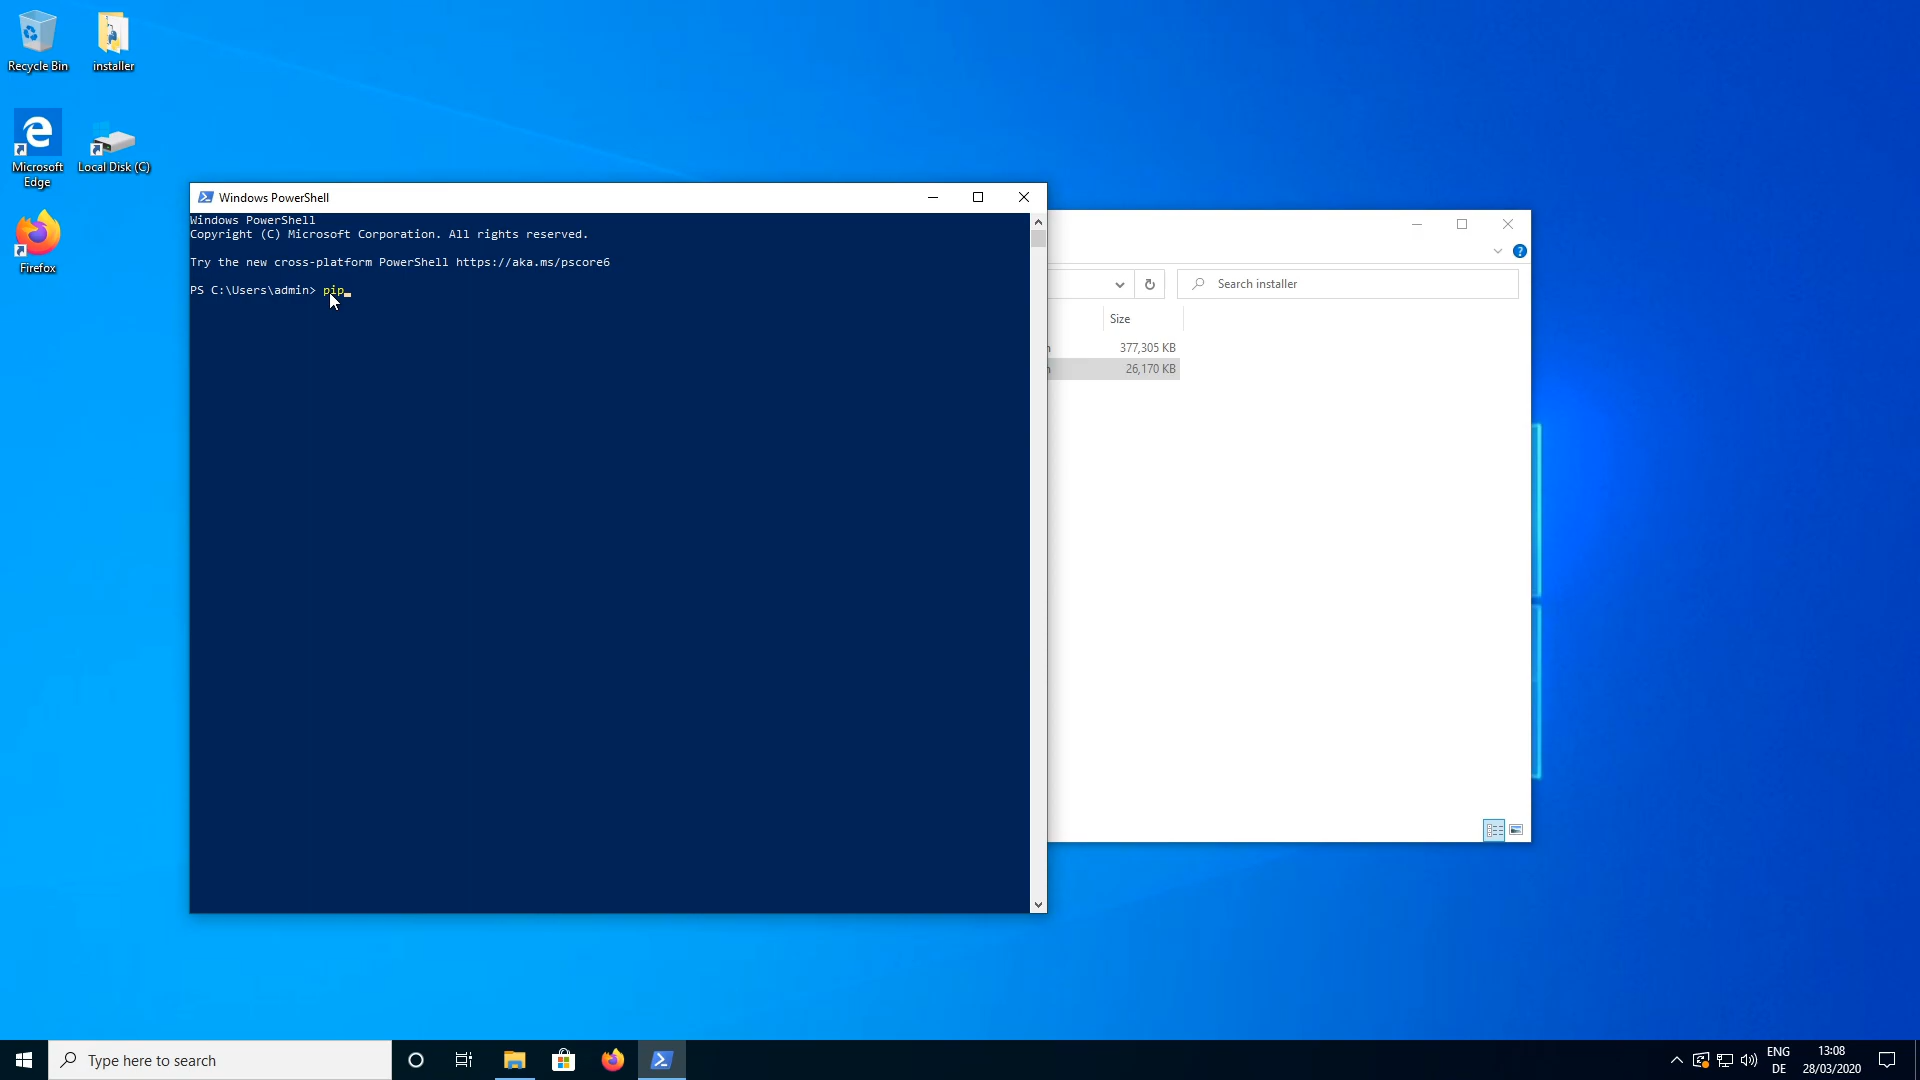 Recycle Bin
installer
Microsoft
Edge
Local Disk (C)
Firefox
Windows PowerShell
Windows PowerShell
Copyright (C) Microsoft Corporation. All rights reserved.
Try the new cross-platform PowerShell https://aka.ms/pscore6
PS C:\Users\admin> pip_
Search installer
Size
377,305 KB
26,170 KB
Type here to search
ENG
DE
13:08
28/03/2020